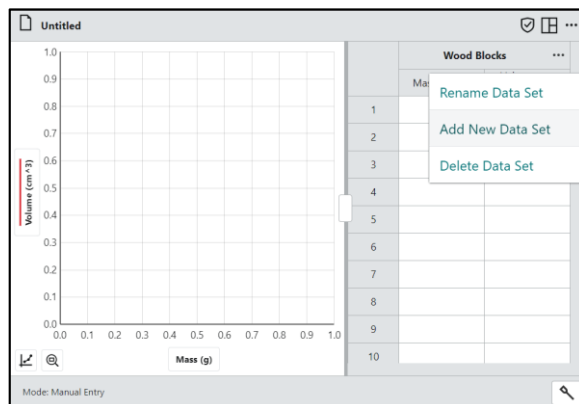 Untitled
1.0
0.9
0.8
0.7
0.6
0.5
0.4
0.3
0.2
0.1
0.0
Volume (cm^3)
0.0 0.1 0.2 0.3 0.4 0.5 0.6 0.7 0.8 0.9 1.0
Mass (g)
Mode: Manual Entry
Wood Blocks
Rename Data Set
Add New Data Set
Delete Data Set
1
2
3
4
5
6
7
8
9
10